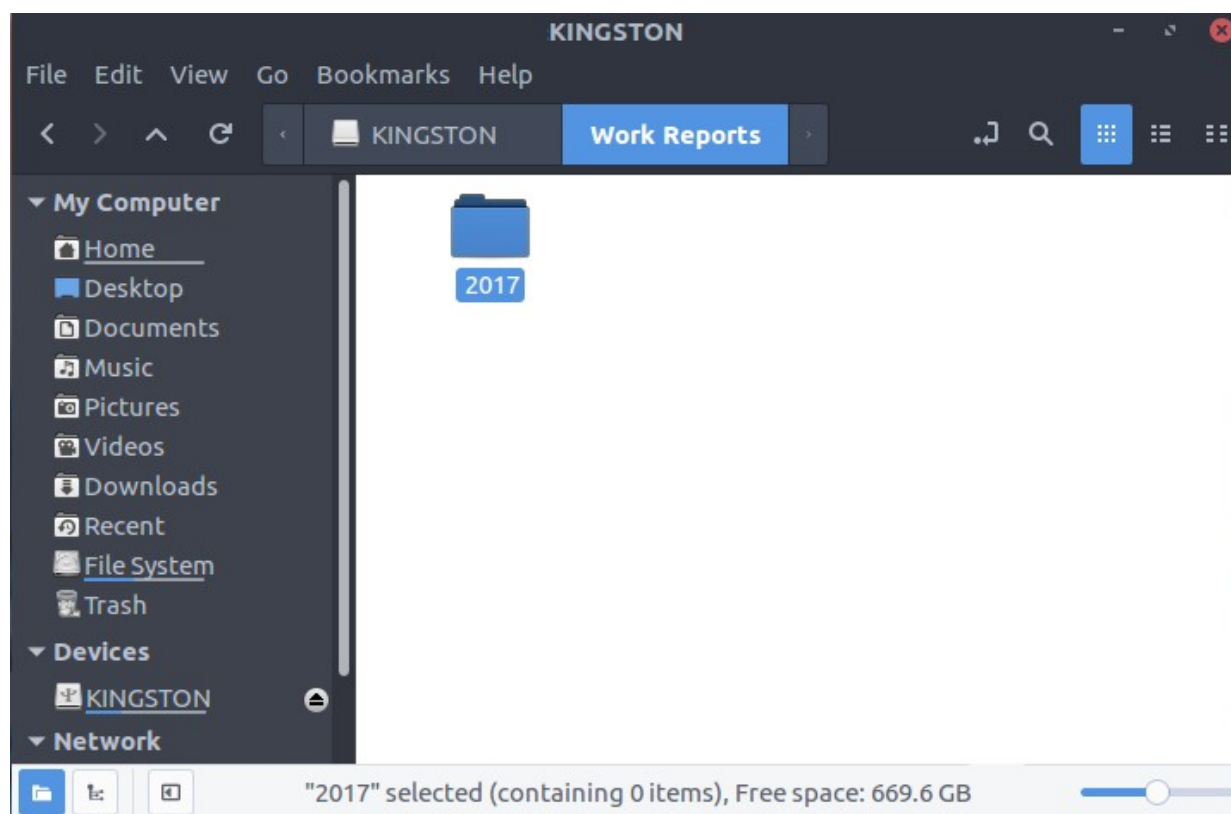 KINGSTON
File Edit View Go Bookmarks Help
KINGSTON Work Reports
My Computer
Home
Desktop
Documents
Music
Pictures
Videos
Downloads
Recent
File System
Trash
Devices
KINGSTON
Network
2017
"2017" selected (containing 0 items), Free space: 669.6 GB